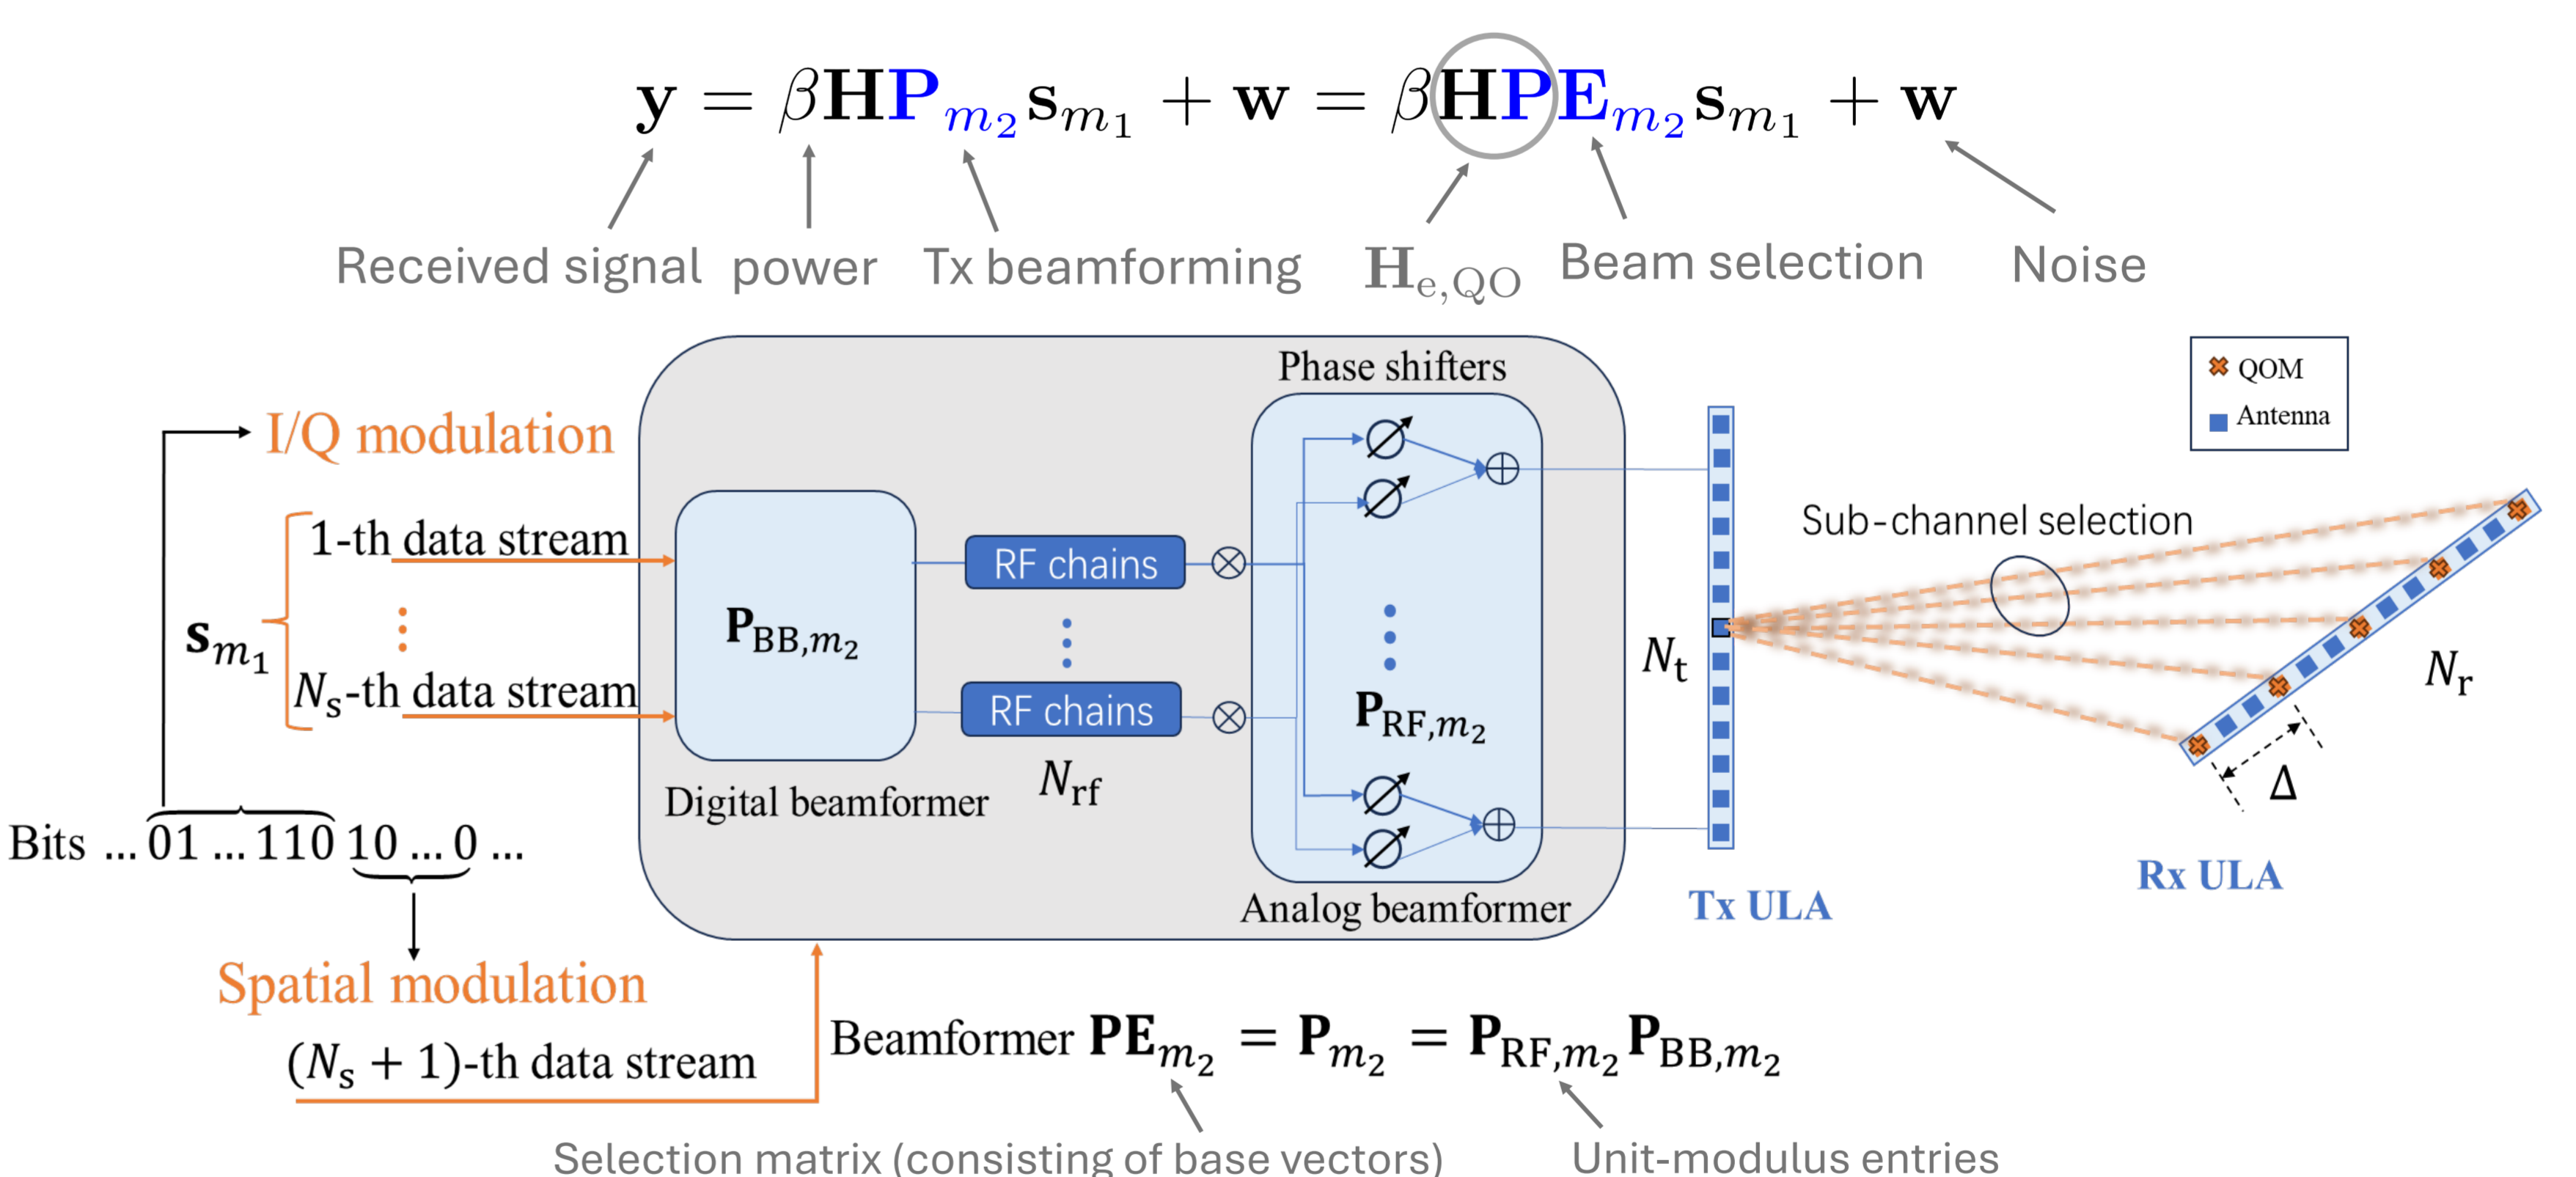 y = βHP_{m_2}s_{m_1} + w = βHPE_{m_2}s_{m_1} + w
Received signal
power
Tx beamforming
H_{e,QO}
Beam selection
Noise
I/Q modulation
1-th data stream
s_{m_1}
N_s-th data stream
Bits ...01 ...110 10 ...0 ...
Spatial modulation
(N_s + 1)-th data stream
P_{BB,m_2}
Digital beamformer
RF chains
RF chains
N_{rf}
Phase shifters
P_{RF,m_2}
Analog beamformer
N_t
Tx ULA
Sub-channel selection
QOM
Antenna
N_r
Δ
Rx ULA
Beamformer PE_{m_2} = P_{m_2} = P_{RF,m_2}P_{BB,m_2}
Selection matrix (consisting of base vectors)
Unit-modulus entries